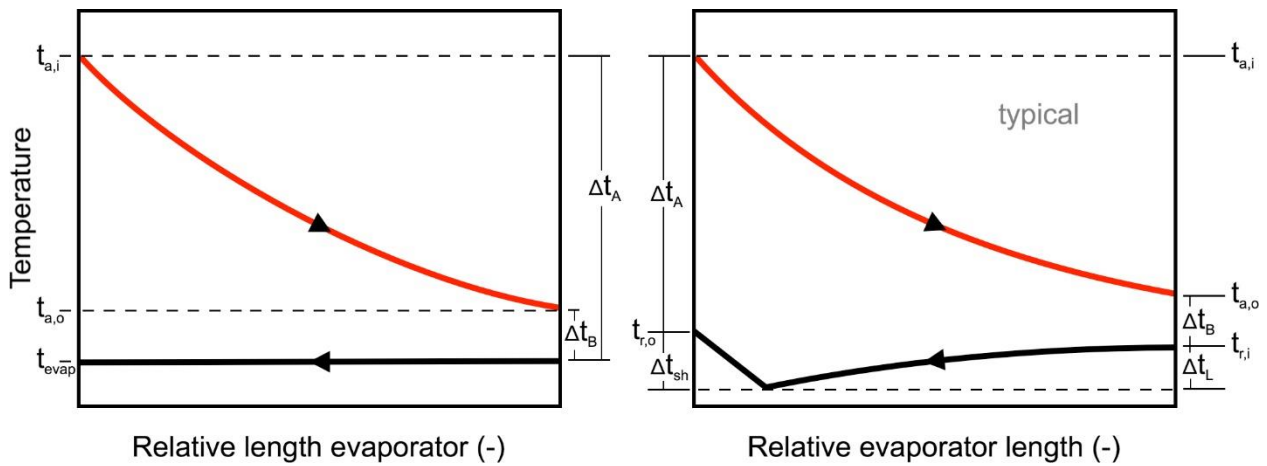 Temperature
t_a,i
t_a,o
t_evap
Δt_A
Δt_B
Relative length evaporator (-)
typical
Δt_A
t_r,o
Δt_sh
t_a,i
t_a,o
Δt_B
t_r,i
Δt_L
Relative evaporator length (-)